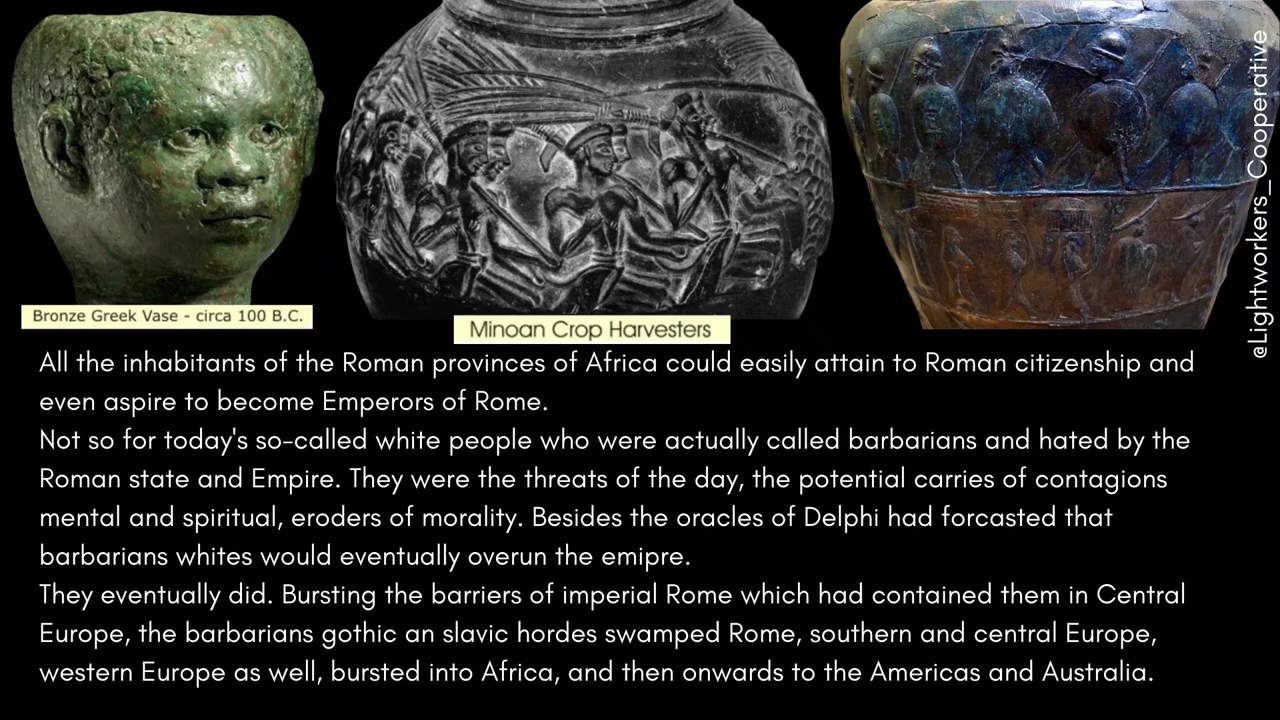 Bronze Greek Vase - circa 100 B.C.
Minoan Crop Harvesters
@Lightworkers_Cooperative
All the inhabitants of the Roman provinces of Africa could easily attain to Roman citizenship and
even aspire to become Emperors of Rome.
Not so for today's so-called white people who were actually called barbarians and hated by the
Roman state and Empire. They were the threats of the day, the potential carries of contagions
mental and spiritual, eroders of morality. Besides the oracles of Delphi had forcasted that
barbarians whites would eventually overun the emipre.
They eventually did. Bursting the barriers of imperial Rome which had contained them in Central
Europe, the barbarians gothic an slavic hordes swamped Rome, southern and central Europe,
western Europe as well, bursted into Africa, and then onwards to the Americas and Australia.